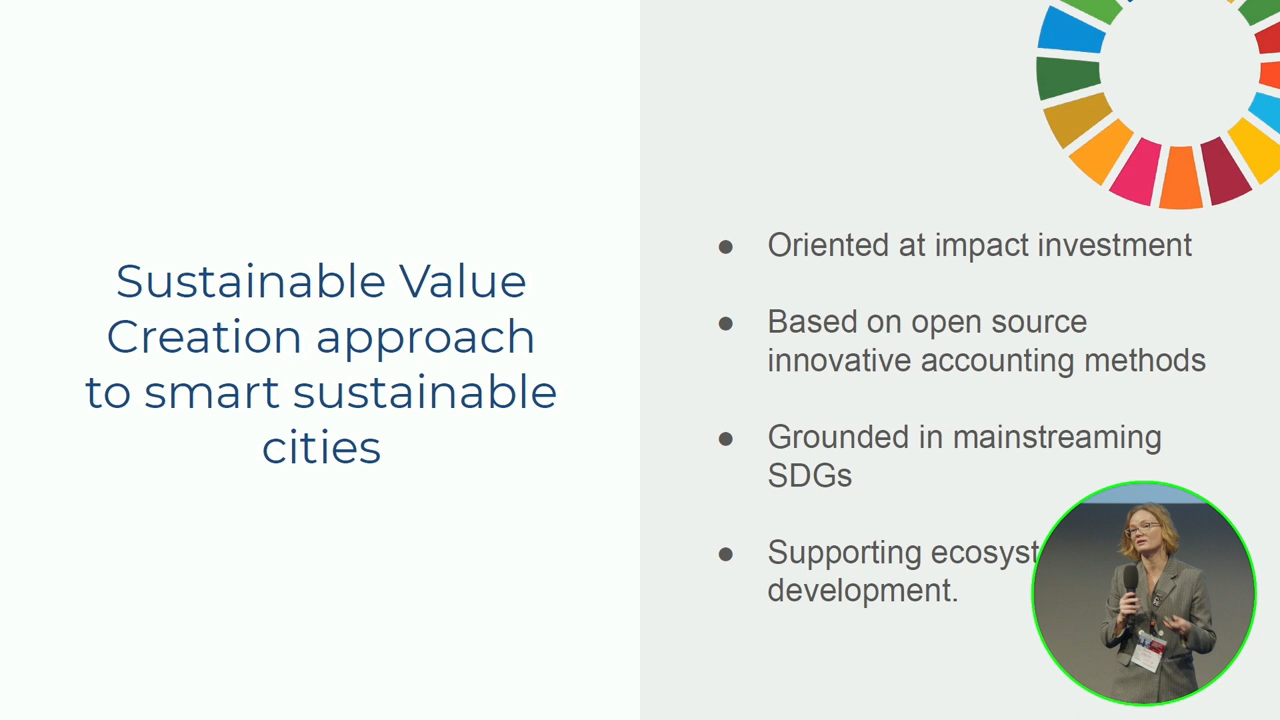 Sustainable Value
Creation approach
to smart sustainable
cities
● Oriented at impact investment
● Based on open source
innovative accounting methods
● Grounded in mainstreaming
SDGs
● Supporting
development.